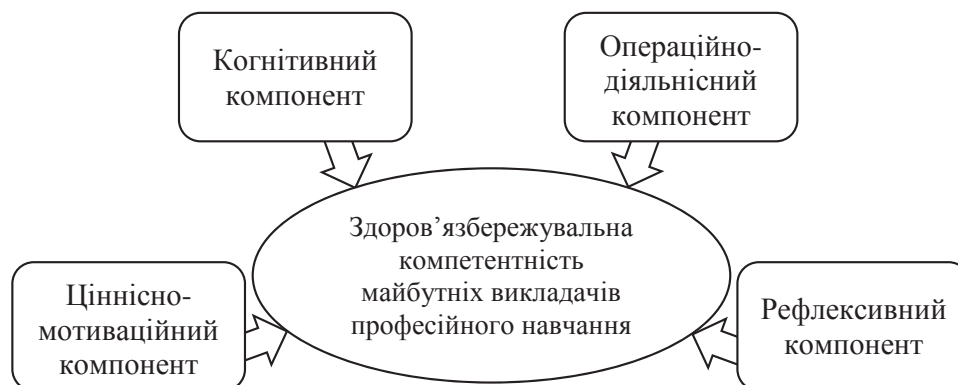 Когнітивний
компонент
Операційно-
діяльнісний
компонент
Здоров’язбережувальна
компетентність
майбутніх викладачів
професійного навчання
Ціннісно-
мотиваційний
компонент
Рефлексивний
компонент